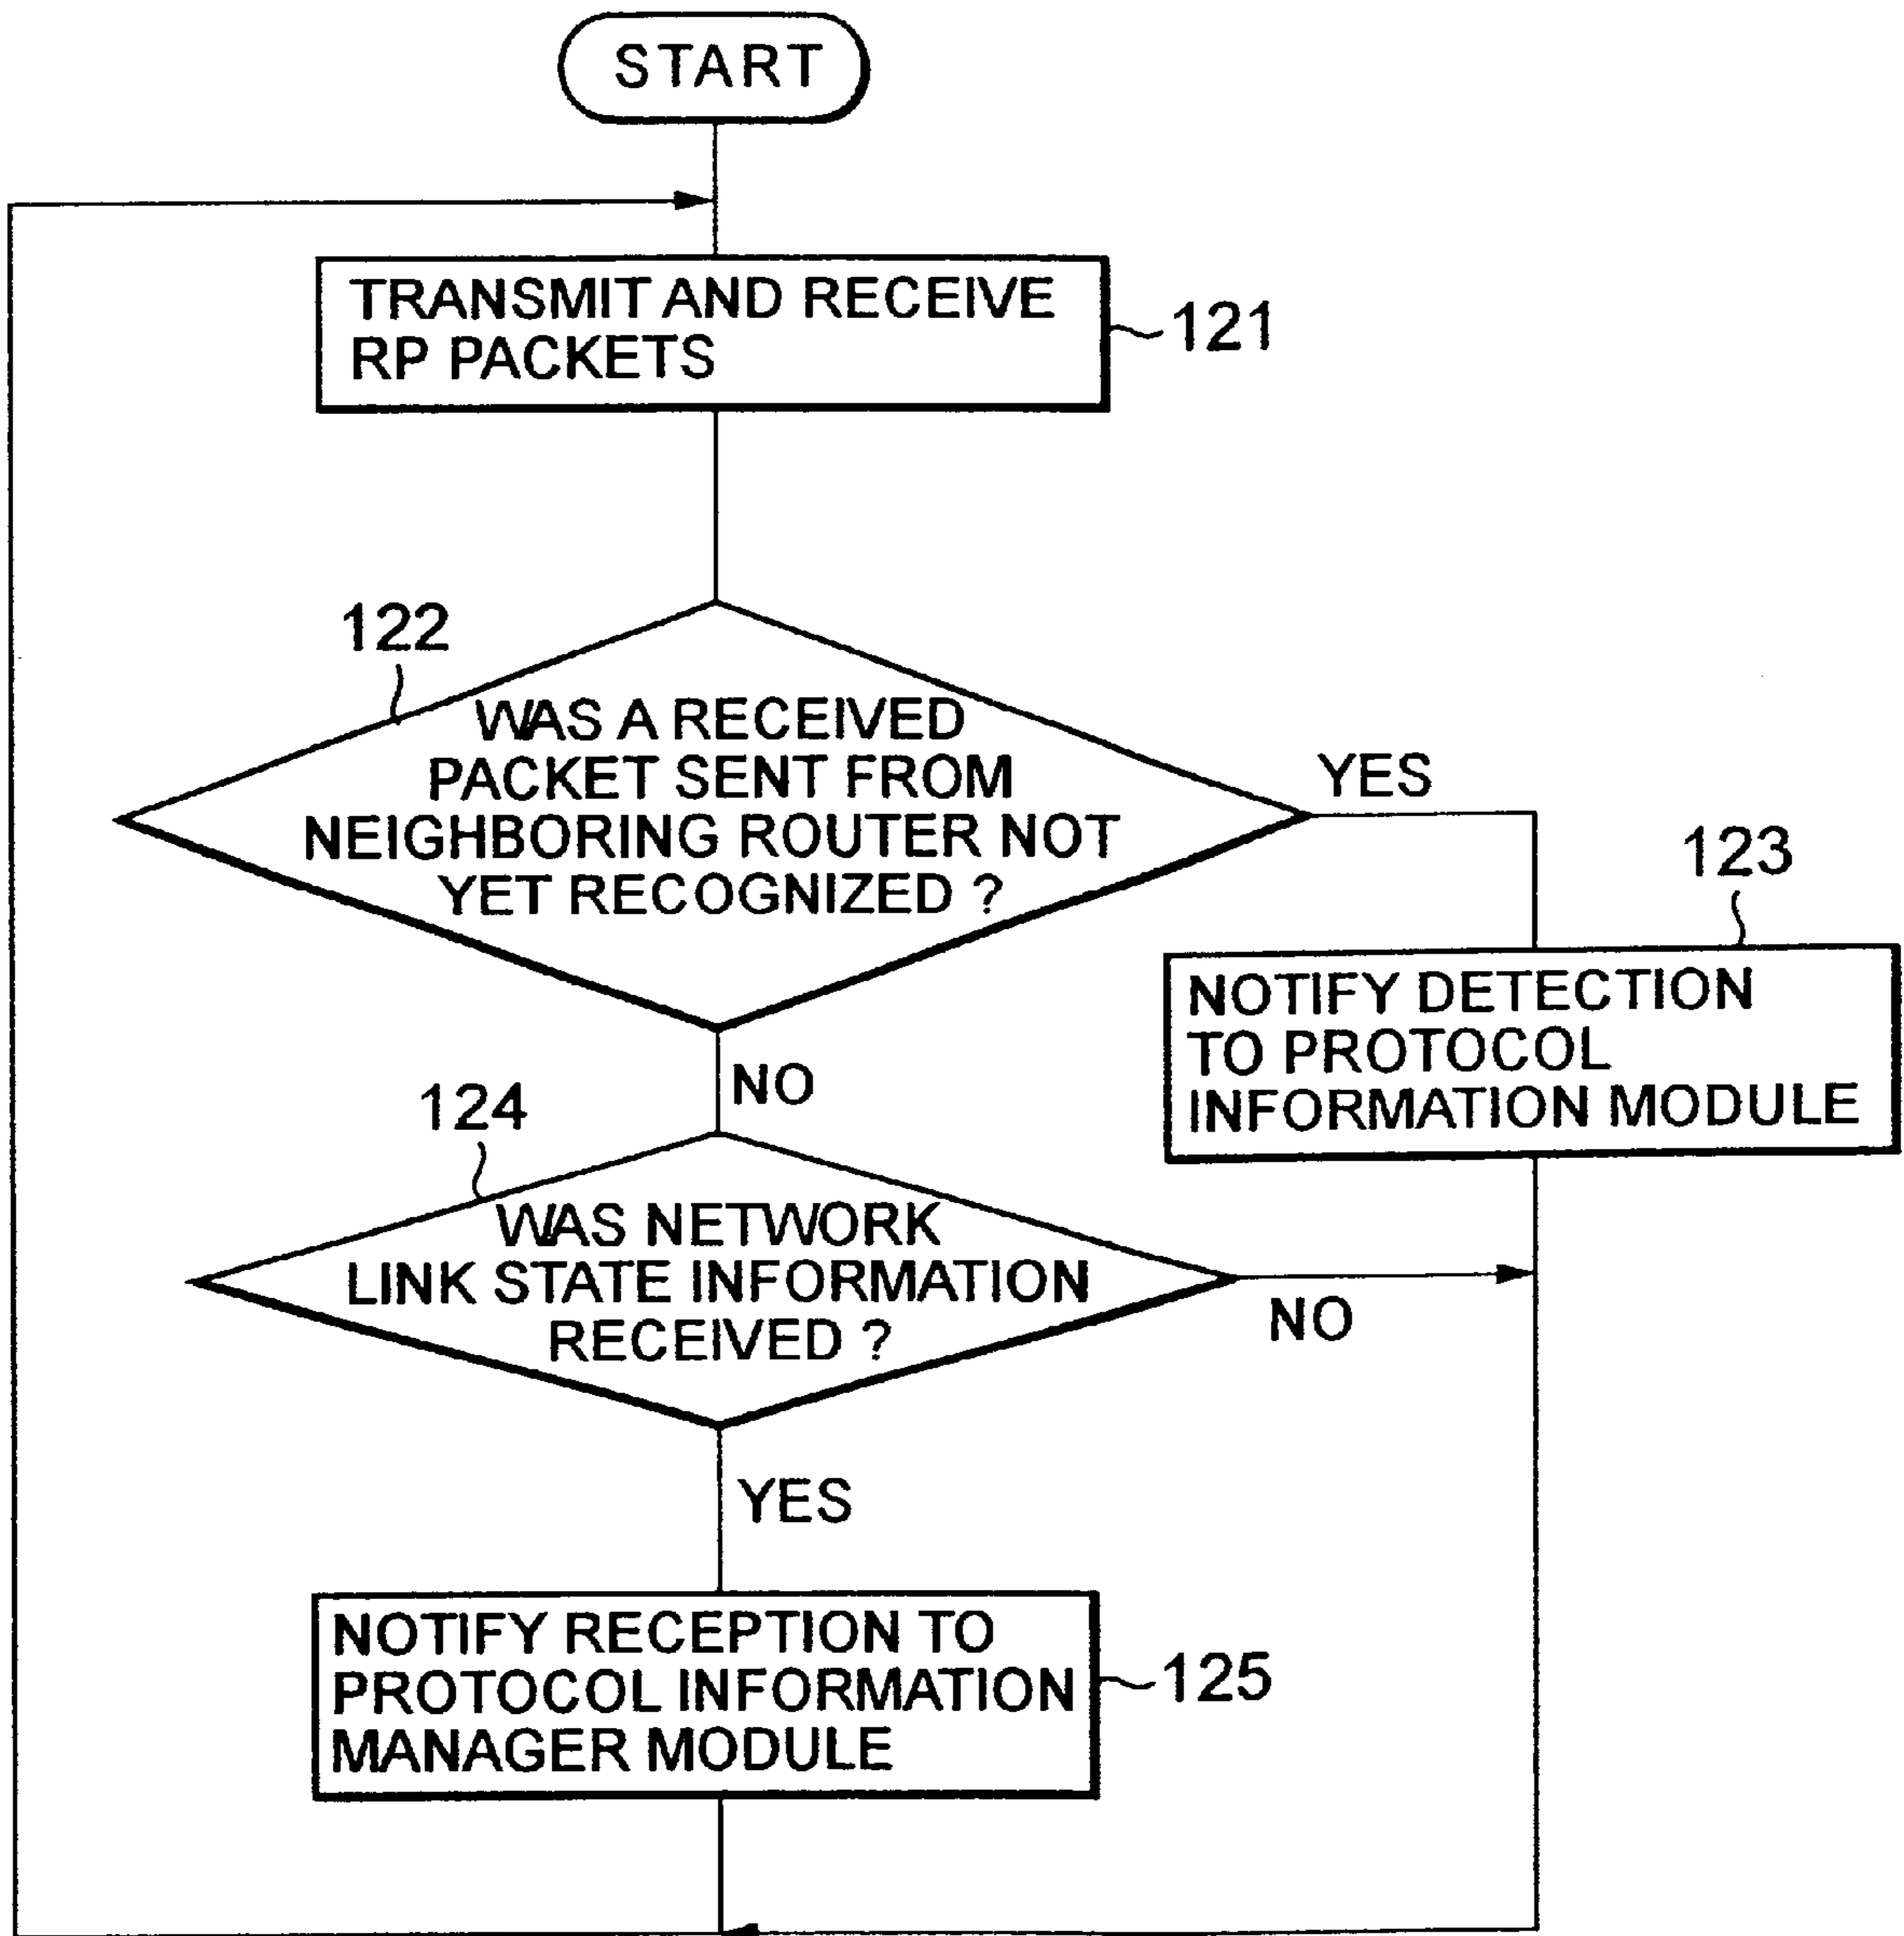 START
TRANSMIT AND RECEIVE
RP PACKETS
121
122
WAS A RECEIVED
PACKET SENT FROM
NEIGHBORING ROUTER NOT
YET RECOGNIZED ?
YES
123
NOTIFY DETECTION
TO PROTOCOL
INFORMATION MODULE
NO
124
WAS NETWORK
LINK STATE INFORMATION
RECEIVED ?
NO
YES
NOTIFY RECEPTION TO
PROTOCOL INFORMATION
MANAGER MODULE
125